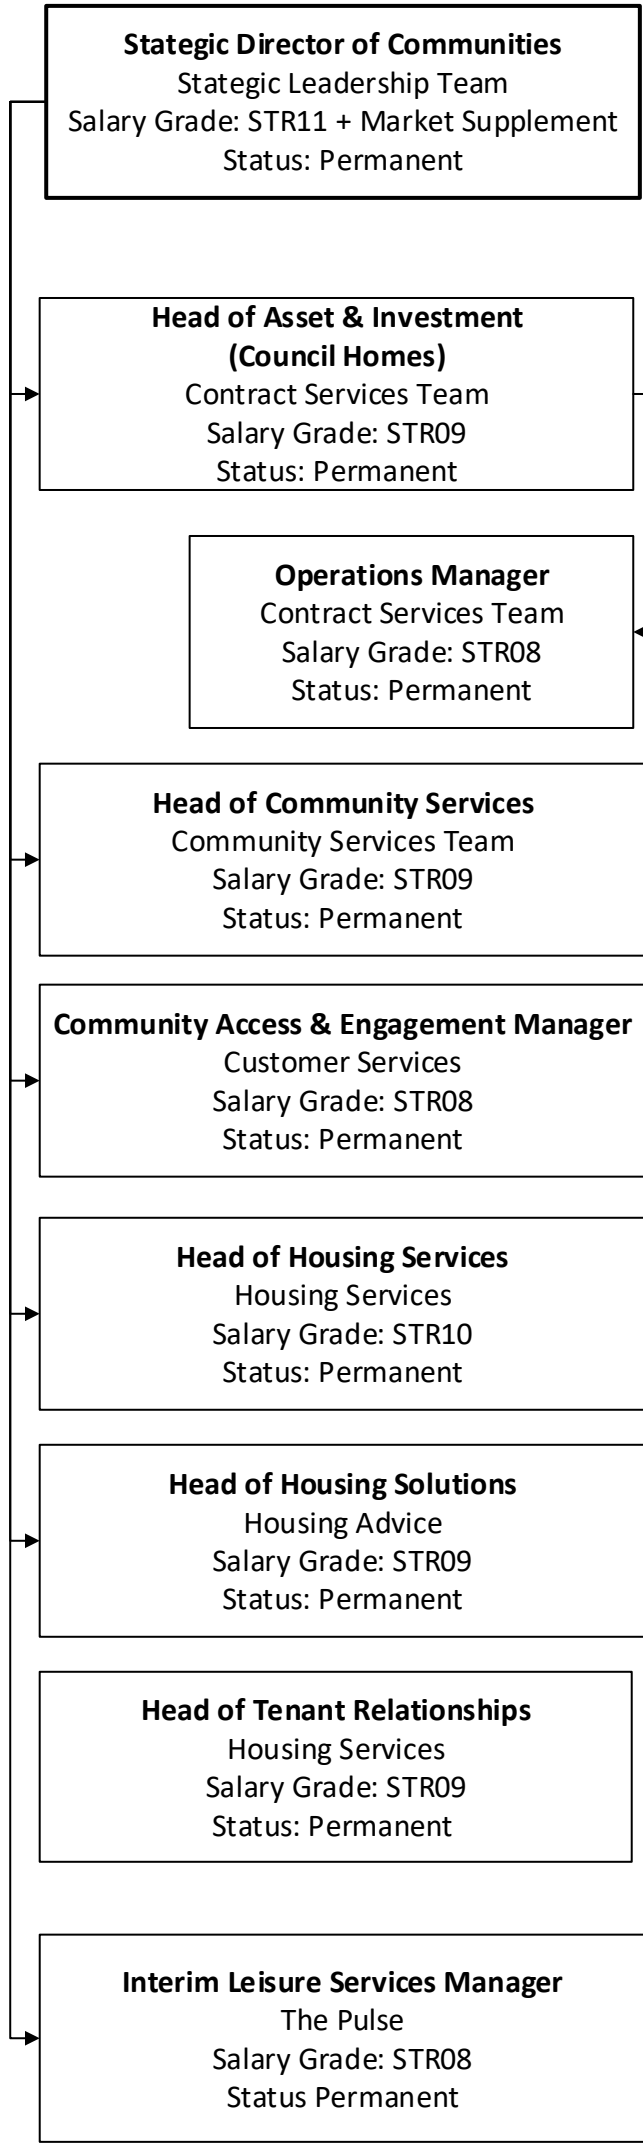 Stategic Director of Communities
Stategic Leadership Team
Salary Grade: STR11 + Market Supplement
Status: Permanent
Head of Asset & Investment
(Council Homes)
Contract Services Team
Salary Grade: STR09
Status: Permanent
Operations Manager
Contract Services Team
Salary Grade: STR08
Status: Permanent
Head of Community Services
Community Services Team
Salary Grade: STR09
Status: Permanent
Community Access & Engagement Manager
Customer Services
Salary Grade: STR08
Status: Permanent
Head of Housing Services
Housing Services
Salary Grade: STR10
Status: Permanent
Head of Housing Solutions
Housing Advice
Salary Grade: STR09
Status: Permanent
Head of Tenant Relationships
Housing Services
Salary Grade: STR09
Status: Permanent
Interim Leisure Services Manager
The Pulse
Salary Grade: STR08
Status Permanent